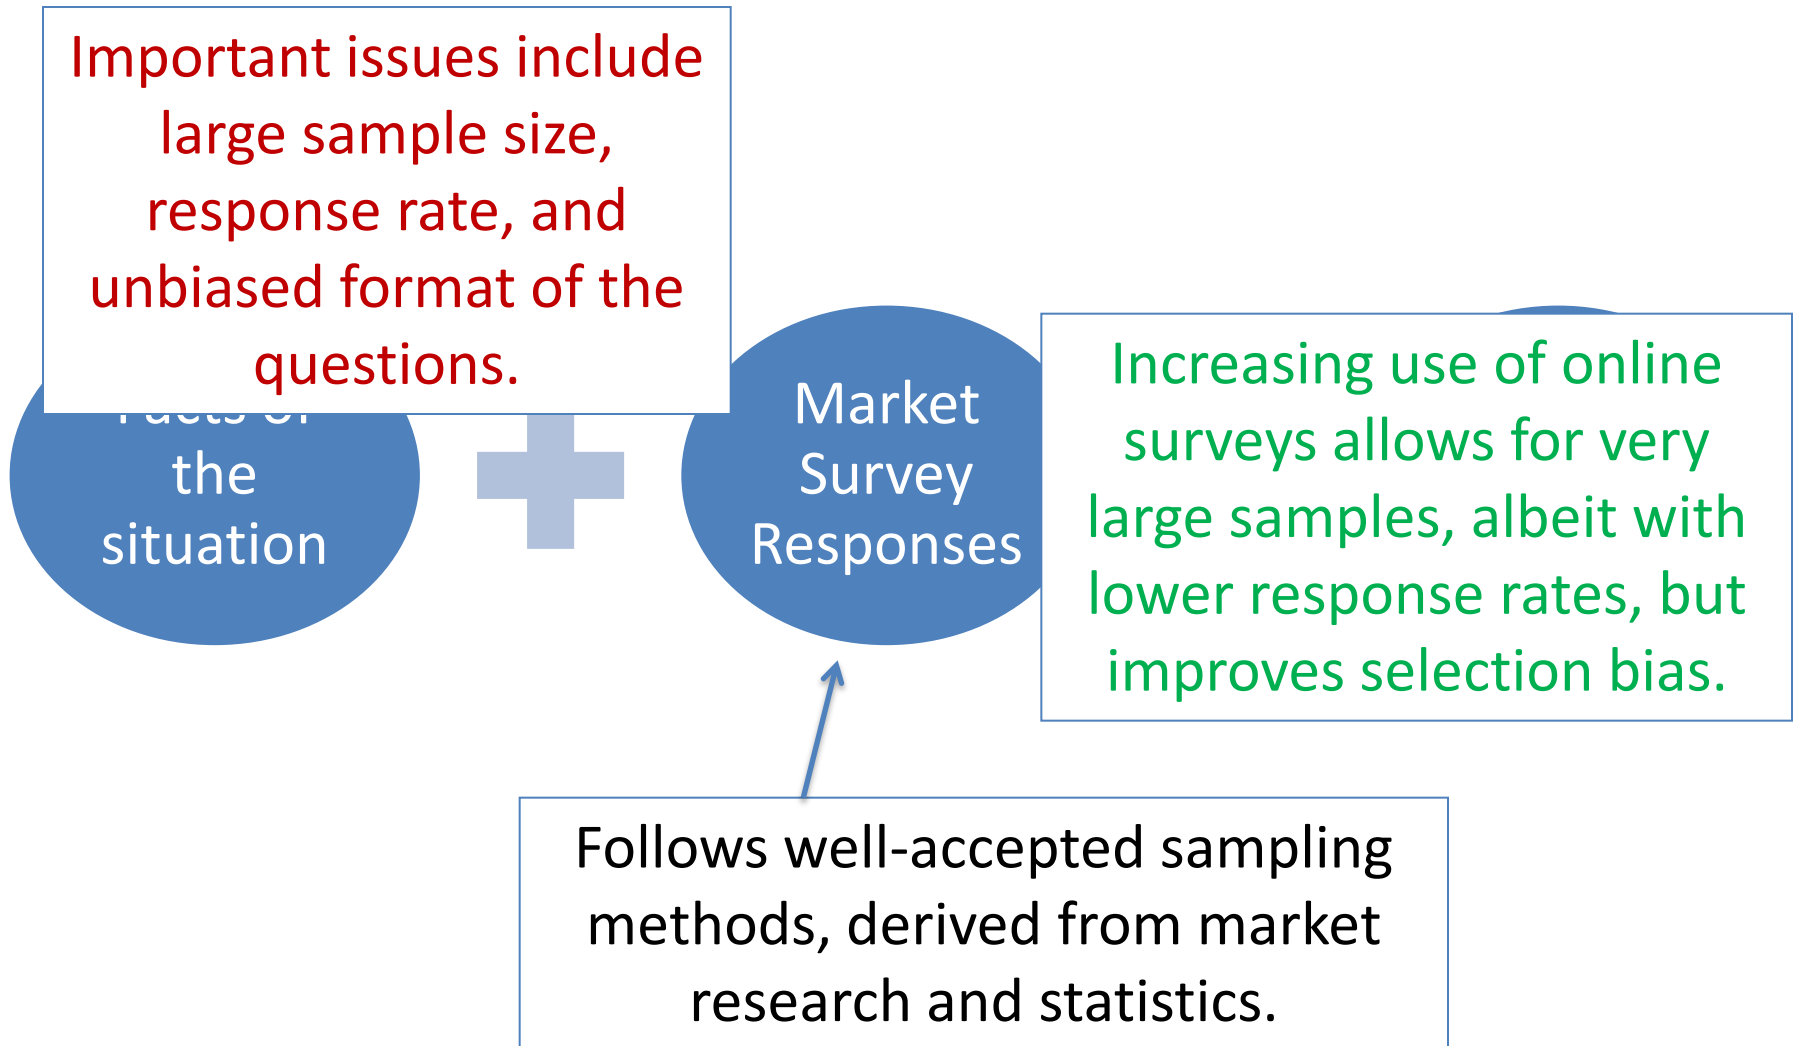 Important issues include
large sample size,
response rate, and
unbiased format of the
questions.
Facts of
the
situation
Market
Survey
Responses
Increasing use of online
surveys allows for very
large samples, albeit with
lower response rates, but
improves selection bias.
Follows well-accepted sampling
methods, derived from market
research and statistics.